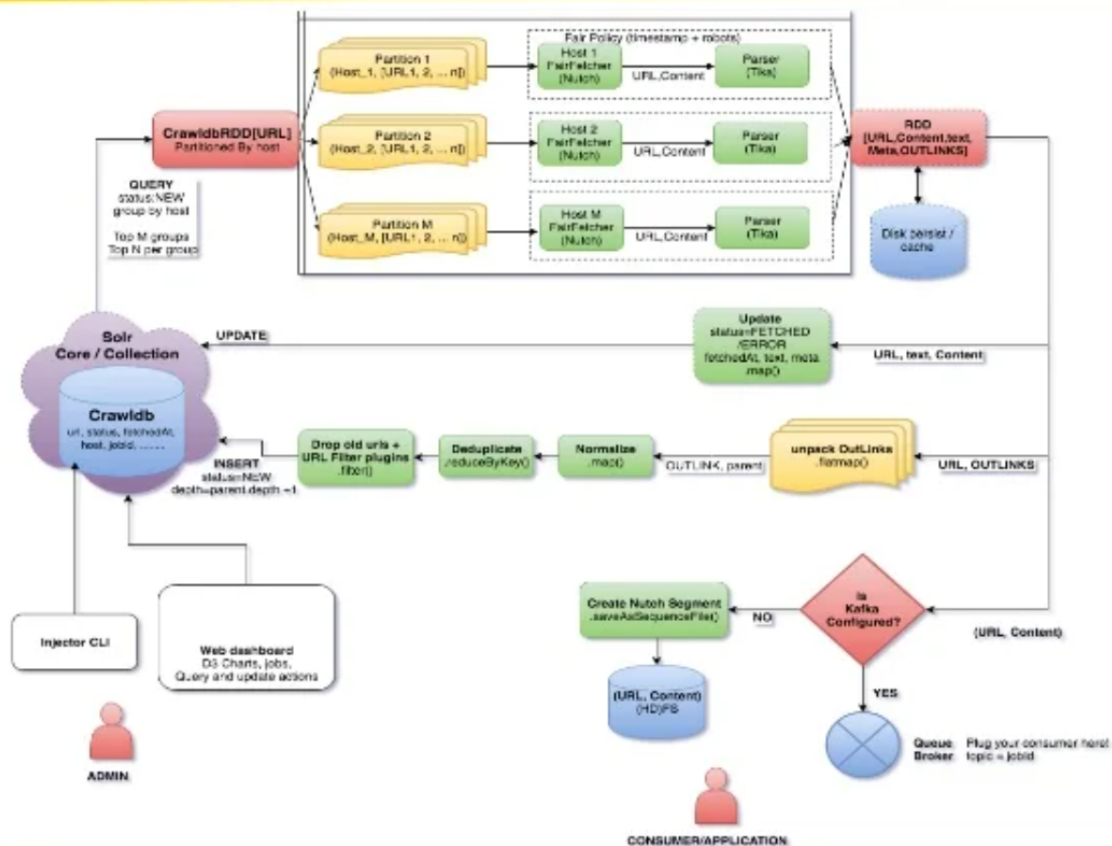 Fair Policy (timestamp + robots)
Partition 1
(Host_1, [URL1, 2, ... n])
Host 1
FairFetcher
(Nutch)
URL,Content
Parser
(Tika)
CrawldbRDD[URL]
Partitioned By host
Partition 2
(Host_2, [URL1, 2, ... n])
Host 2
FairFetcher
(Nutch)
URL,Content
Parser
(Tika)
RDD
[URL,Content,text,
Meta,OUTLINKS]
QUERY
status:NEW
group by host
Top M groups
Top N per group
Partition M
(Host_M, [URL1, 2, ... n])
Host M
FairFetcher
(Nutch)
URL,Content
Parser
(Tika)
Disk persist /
cache
Solr
Core / Collection
UPDATE
Update
status=FETCHED
/ERROR
fetchedAt, text, meta
.map()
URL, text, Content
Crawldb
url, status, fetchedAt,
host, jobId, ......
INSERT
status=NEW
depth=parent.depth +1
Drop old urls +
URL Filter plugins
.filter()
Deduplicate
.reduceByKey()
Normalize
.map()
OUTLINK, parent
unpack OutLinks
.flatmap()
URL, OUTLINKS
Injector CLI
Web dashboard
D3 Charts, jobs,
Query and update actions
Create Nutch Segment
.saveAsSequenceFile()
NO
Is
Kafka
Configured?
(URL, Content)
(URL, Content)
(HD)FS
YES
Queue
Broker
Plug your consumer here!
topic = jobId
ADMIN
CONSUMER/APPLICATION